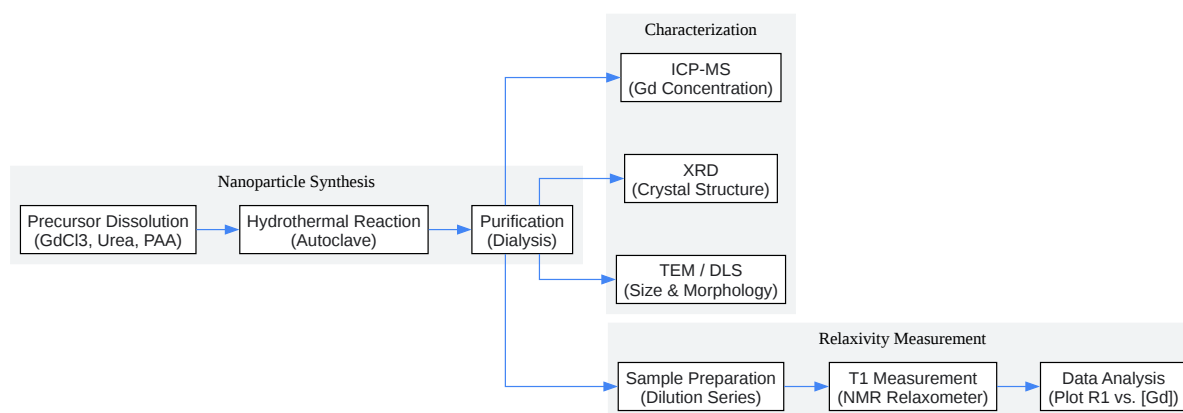 Characterization
ICP-MS
(Gd Concentration)
XRD
(Crystal Structure)
TEM / DLS
(Size & Morphology)
Nanoparticle Synthesis
Precursor Dissolution
(GdCl3, Urea, PAA)
Hydrothermal Reaction
(Autoclave)
Purification
(Dialysis)
Relaxivity Measurement
Sample Preparation
(Dilution Series)
T1 Measurement
(NMR Relaxometer)
Data Analysis
(Plot R1 vs. [Gd])